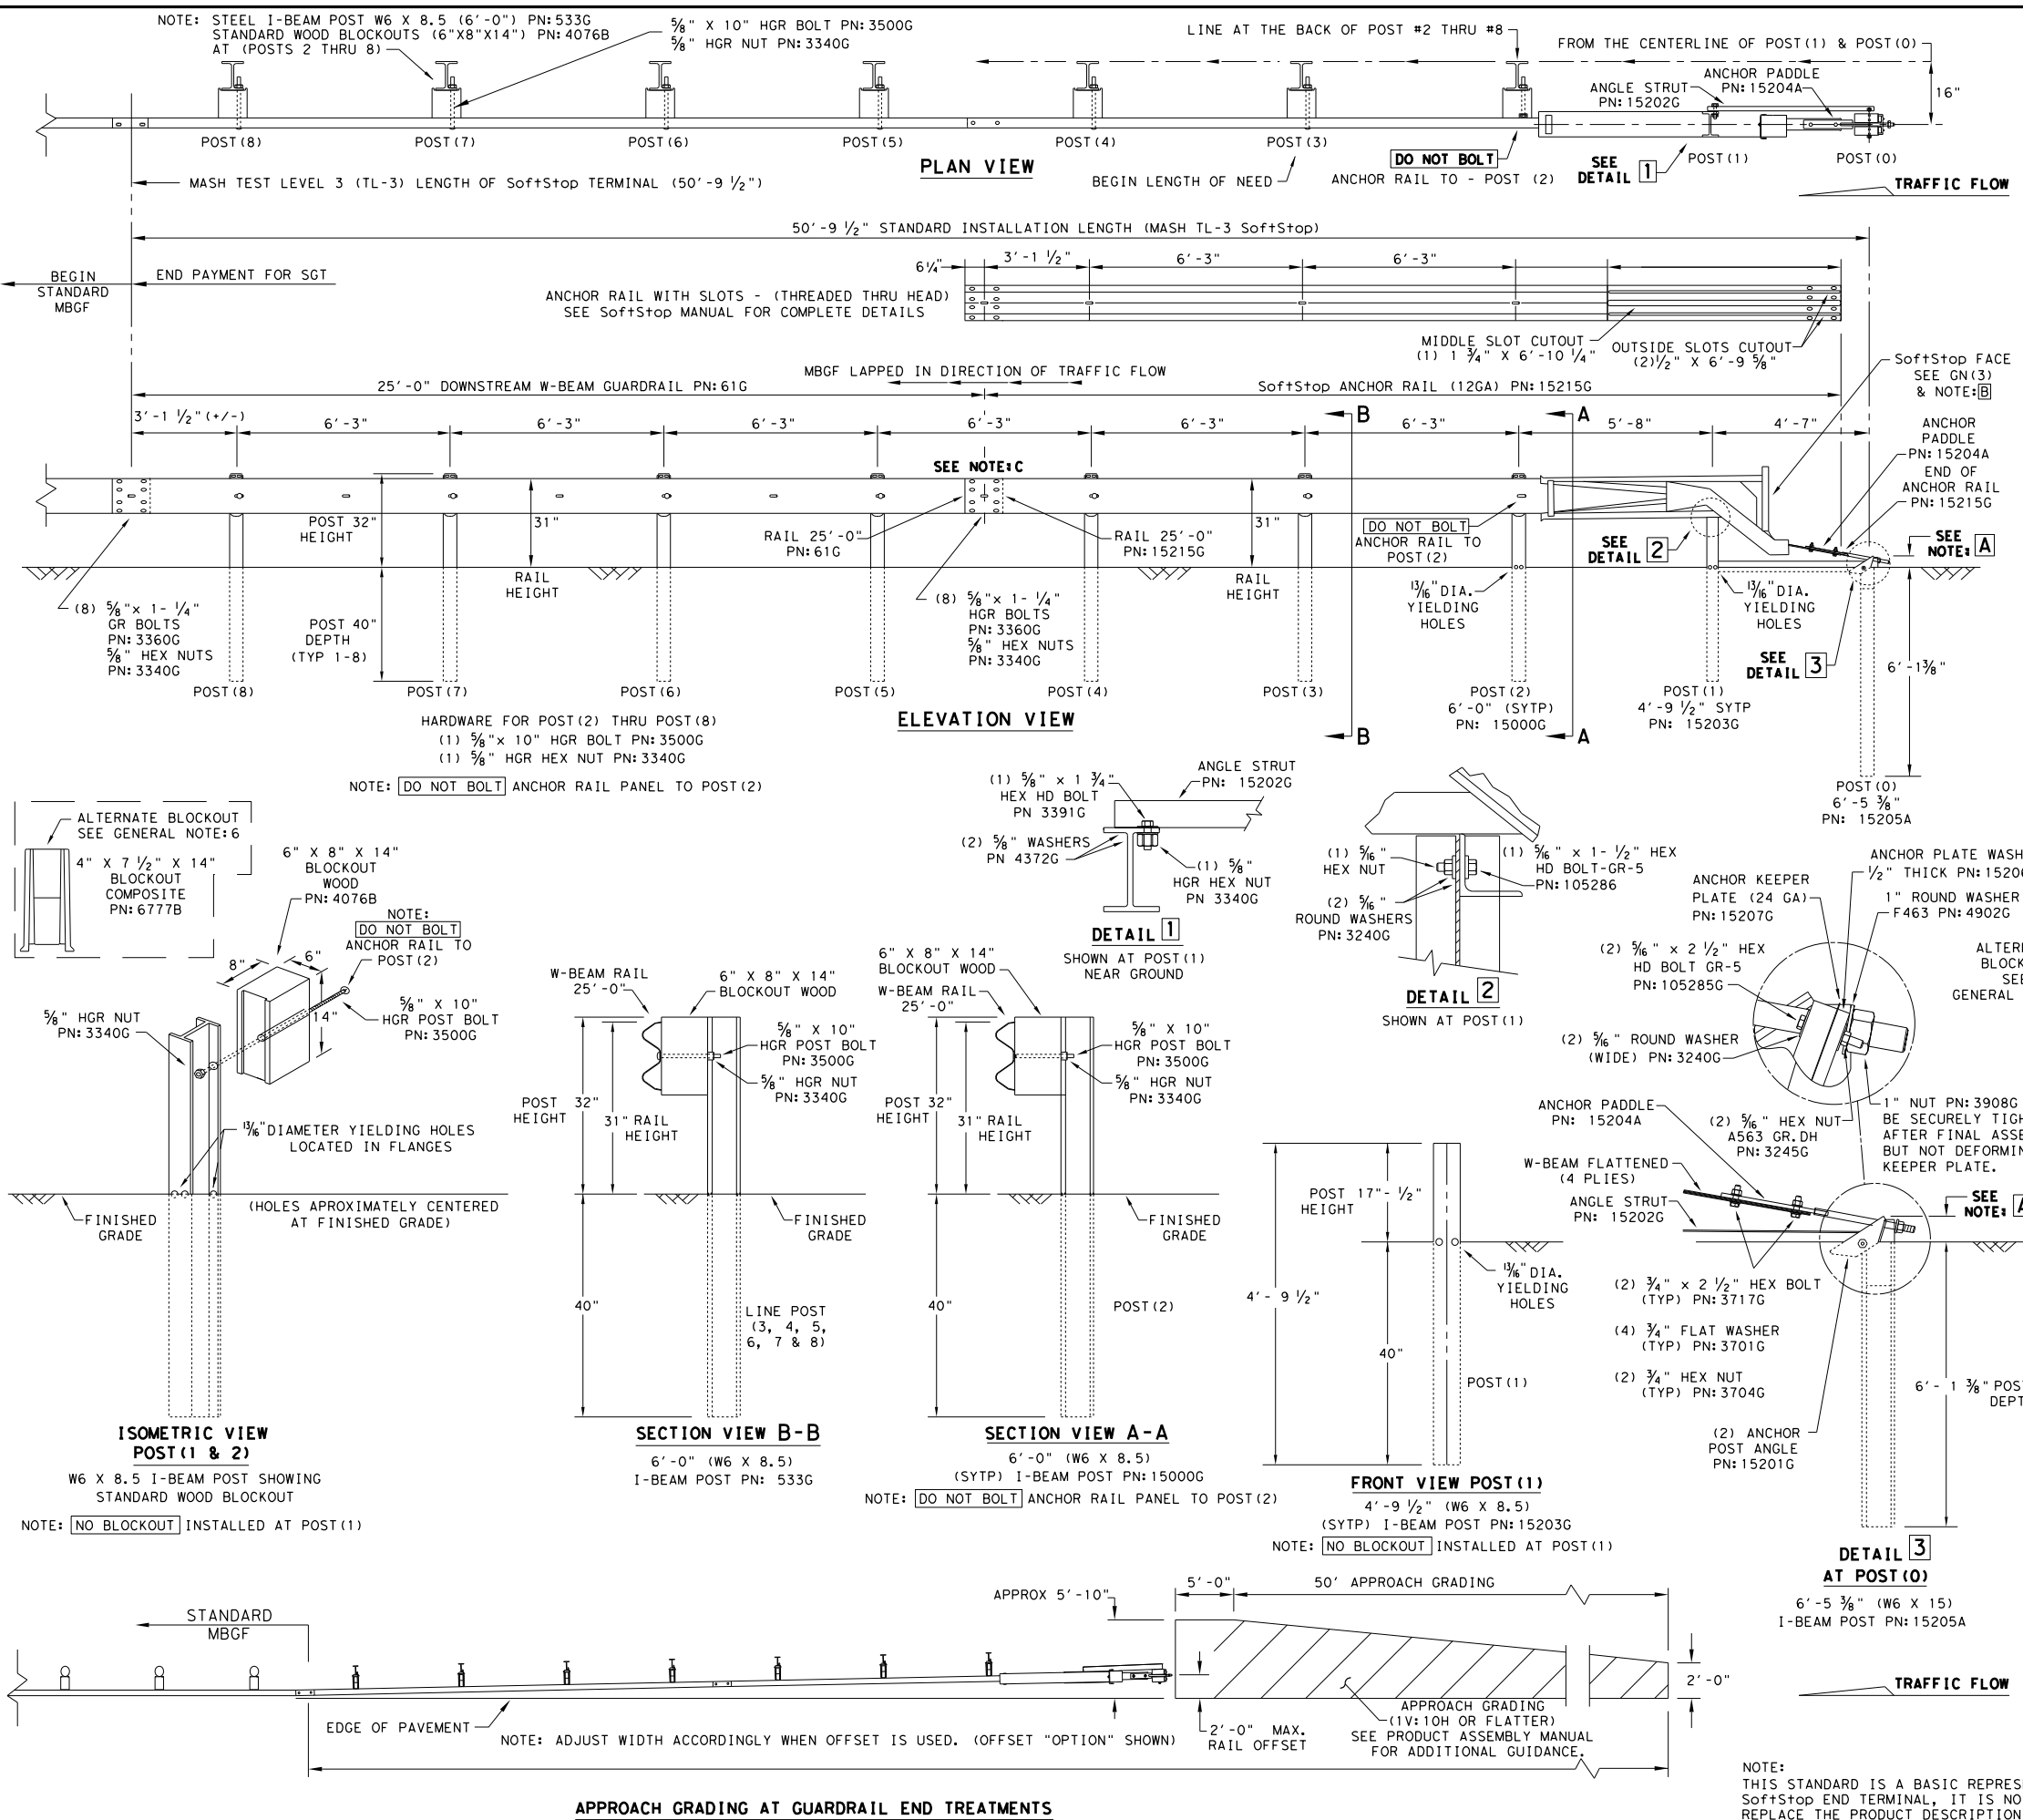 NOTE: STEEL I-BEAM POST W6 X 8.5 (6'-0") PN:533G
STANDARD WOOD BLOCKOUTS (6"X8"X14") PN:4076B
AT (POSTS 2 THRU 8)
5/8" X 10" HGR BOLT PN:3500G
5/8" HGR NUT PN:3340G
LINE AT THE BACK OF POST #2 THRU #8
FROM THE CENTERLINE OF POST(1) & POST(0)
ANGLE STRUT
PN:15202G
ANCHOR PADDLE
PN:15204A
16"
POST(8)
POST(7)
POST(6)
POST(5)
POST(4)
POST(3)
POST(1)
POST(0)
PLAN VIEW
DO NOT BOLT
ANCHOR RAIL TO - POST (2)
SEE
DETAIL 1
MASH TEST LEVEL 3 (TL-3) LENGTH OF SoftStop TERMINAL (50'-9 1/2")
BEGIN LENGTH OF NEED
TRAFFIC FLOW
50'-9 1/2" STANDARD INSTALLATION LENGTH (MASH TL-3 SoftStop)
BEGIN
STANDARD
MBGF
END PAYMENT FOR SGT
6 1/4"
3'-1 1/2"
6'-3"
6'-3"
ANCHOR RAIL WITH SLOTS - (THREADED THRU HEAD)
SEE SoftStop MANUAL FOR COMPLETE DETAILS
MIDDLE SLOT CUTOUT
(1) 1 3/4" X 6'-10 1/4"
OUTSIDE SLOTS CUTOUT
(2) 1/2" X 6'-9 5/8"
SoftStop FACE
SEE GN(3)
& NOTE: B
25'-0" DOWNSTREAM W-BEAM GUARDRAIL PN:61G
MBGF LAPPED IN DIRECTION OF TRAFFIC FLOW
SoftStop ANCHOR RAIL (12GA) PN:15215G
3'-1 1/2"(+/-)
6'-3"
6'-3"
6'-3"
6'-3"
6'-3"
6'-3"
5'-8"
4'-7"
B
A
ANCHOR
PADDLE
PN:15204A
END OF
ANCHOR RAIL
PN:15215G
SEE NOTE: C
POST 32"
HEIGHT
31"
RAIL
HEIGHT
RAIL 25'-0"
PN:61G
RAIL 25'-0"
PN:15215G
31"
RAIL
HEIGHT
DO NOT BOLT
ANCHOR RAIL TO
POST(2)
SEE
DETAIL 2
SEE
NOTE: A
(8) 5/8"x 1- 1/4"
GR BOLTS
PN:3360G
5/8" HEX NUTS
PN:3340G
POST 40"
DEPTH
(TYP 1-8)
(8) 5/8"x 1- 1/4"
HGR BOLTS
PN:3360G
5/8" HEX NUTS
PN:3340G
13/16"DIA.
YIELDING
HOLES
13/16"DIA.
YIELDING
HOLES
SEE
DETAIL 3
6'-1 3/8"
POST(8)
POST(7)
POST(6)
POST(5)
POST(4)
POST(3)
POST(2)
6'-0" (SYTP)
PN: 15000G
POST(1)
4'-9 1/2" SYTP
PN: 15203G
HARDWARE FOR POST(2) THRU POST(8)
(1) 5/8"x 10" HGR BOLT PN:3500G
(1) 5/8" HGR HEX NUT PN:3340G
ELEVATION VIEW
B
A
NOTE: DO NOT BOLT ANCHOR RAIL PANEL TO POST(2)
POST(0)
6'-5 3/8"
PN: 15205A
ALTERNATE BLOCKOUT
SEE GENERAL NOTE:6
4" X 7 1/2" X 14"
BLOCKOUT
COMPOSITE
PN:6777B
6" X 8" X 14"
BLOCKOUT
WOOD
PN:4076B
NOTE:
DO NOT BOLT
ANCHOR RAIL TO
POST(2)
8"
6"
14"
5/8" HGR NUT
PN:3340G
5/8" X 10"
HGR POST BOLT
PN:3500G
13/16"DIAMETER YIELDING HOLES
LOCATED IN FLANGES
FINISHED
GRADE
(HOLES APROXIMATELY CENTERED
AT FINISHED GRADE)
ISOMETRIC VIEW
POST(1 & 2)
W6 X 8.5 I-BEAM POST SHOWING
STANDARD WOOD BLOCKOUT
NOTE: NO BLOCKOUT INSTALLED AT POST(1)
(1) 5/8" x 1 3/4"
HEX HD BOLT
PN 3391G
ANGLE STRUT
PN: 15202G
(2) 5/8" WASHERS
PN 4372G
(1) 5/8
HGR HEX NUT
PN 3340G
DETAIL 1
SHOWN AT POST(1)
NEAR GROUND
(1) 5/16"
HEX NUT
(1) 5/16" x 1- 1/2" HEX
HD BOLT-GR-5
PN:105286
(2) 5/16"
ROUND WASHERS
PN:3240G
DETAIL 2
SHOWN AT POST(1)
ANCHOR KEEPER
PLATE (24 GA)
PN:15207G
1/2" THICK
1" ROUND WASHER
F463 PN:4902G
(2) 5/16" x 2 1/2" HEX
HD BOLT GR-5
PN:105285G
SEE
GENERAL
(2) 5/16" ROUND WASHER
(WIDE) PN:3240G
1" NUT PN:3908G
BE SECURELY
AFTER FINAL
BUT NOT
KEEPER PLATE.
ANCHOR PADDLE
PN: 15204A
(2) 5/16" HEX NUT
A563 GR.DH
PN:3245G
W-BEAM FLATTENED
(4 PLIES)
ANGLE STRUT
PN: 15202G
SEE
NOTE: A
(2) 3/4" x 2 1/2" HEX BOLT
(TYP) PN:3717G
(4) 3/4" FLAT WASHER
(TYP) PN:3701G
(2) 3/4" HEX NUT
(TYP) PN:3704G
(2) ANCHOR
POST ANGLE
PN:15201G
6'- 1 3/8"
DETAIL 3
AT POST(0)
6'-5 3/8" (W6 X 15)
I-BEAM POST PN:15205A
W-BEAM RAIL
25'-0"
6" X 8" X 14"
BLOCKOUT WOOD
5/8" X 10"
HGR POST BOLT
PN:3500G
5/8" HGR NUT
PN:3340G
POST 32"
HEIGHT
31" RAIL
HEIGHT
FINISHED
GRADE
40"
LINE POST
(3, 4, 5,
6, 7 & 8)
SECTION VIEW B-B
6'-0" (W6 X 8.5)
I-BEAM POST PN: 533G
6" X 8" X 14"
BLOCKOUT WOOD
W-BEAM RAIL
25'-0"
5/8" X 10"
HGR POST BOLT
PN:3500G
5/8" HGR NUT
PN:3340G
POST 32"
HEIGHT
31" RAIL
HEIGHT
FINISHED
GRADE
40"
POST(2)
SECTION VIEW A-A
6'-0" (W6 X 8.5)
(SYTP) I-BEAM POST PN:15000G
NOTE: DO NOT BOLT ANCHOR RAIL PANEL TO POST(2)
POST 17"- 1/2"
HEIGHT
4'- 9 1/2"
40"
13/16"DIA.
YIELDING
HOLES
POST(1)
FRONT VIEW POST(1)
4'-9 1/2" (W6 X 8.5)
(SYTP) I-BEAM POST PN:15203G
NOTE: NO BLOCKOUT INSTALLED AT POST(1)
STANDARD
MBGF
APPROX 5'-10"
5'-0"
50' APPROACH GRADING
2'-0"
TRAFFIC FLOW
EDGE OF PAVEMENT
NOTE: ADJUST WIDTH ACCORDINGLY WHEN OFFSET IS USED. (OFFSET "OPTION" SHOWN)
2'-0" MAX.
RAIL OFFSET
APPROACH GRADING
(1V:10H OR FLATTER)
SEE PRODUCT ASSEMBLY MANUAL
FOR ADDITIONAL GUIDANCE.
APPROACH GRADING AT GUARDRAIL END TREATMENTS
NOTE:
THIS STANDARD IS A BASIC
SoftStop END TERMINAL, IT IS
REPLACE THE PRODUCT DESCRIPTION